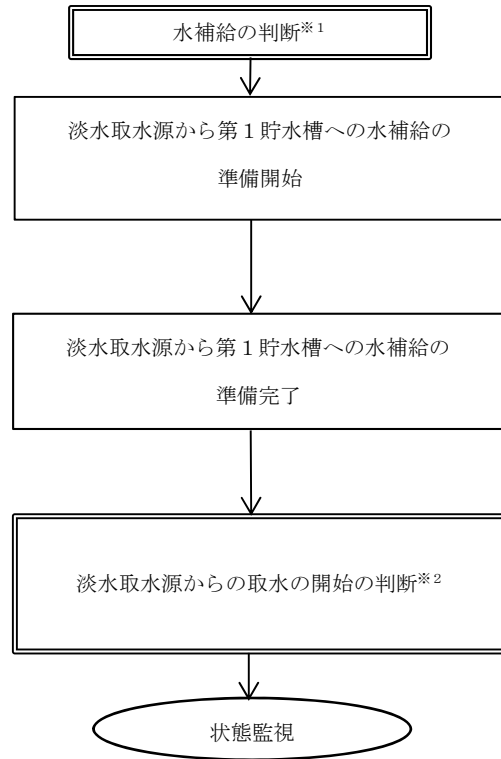 水補給の判断※１
淡水取水源から第１貯水槽への水補給の
準備開始
淡水取水源から第１貯水槽への水補給の
準備完了
淡水取水源からの取水の開始の判断※２
状態監視